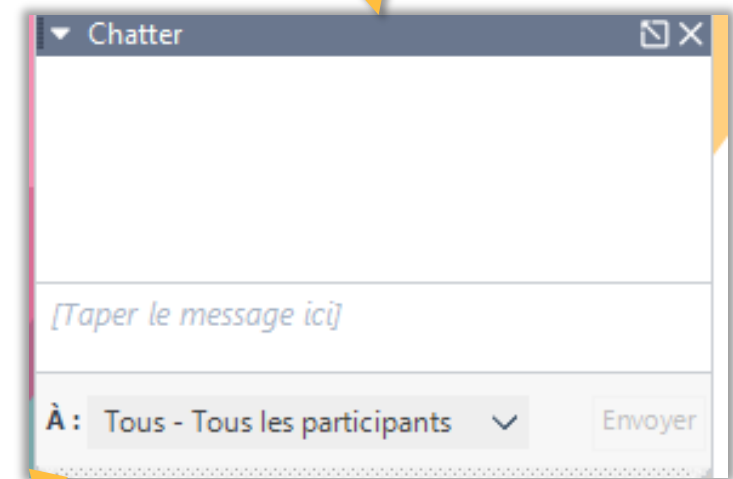 Chatter
[Taper le message ici]
À : Tous - Tous les participants
Envoyer